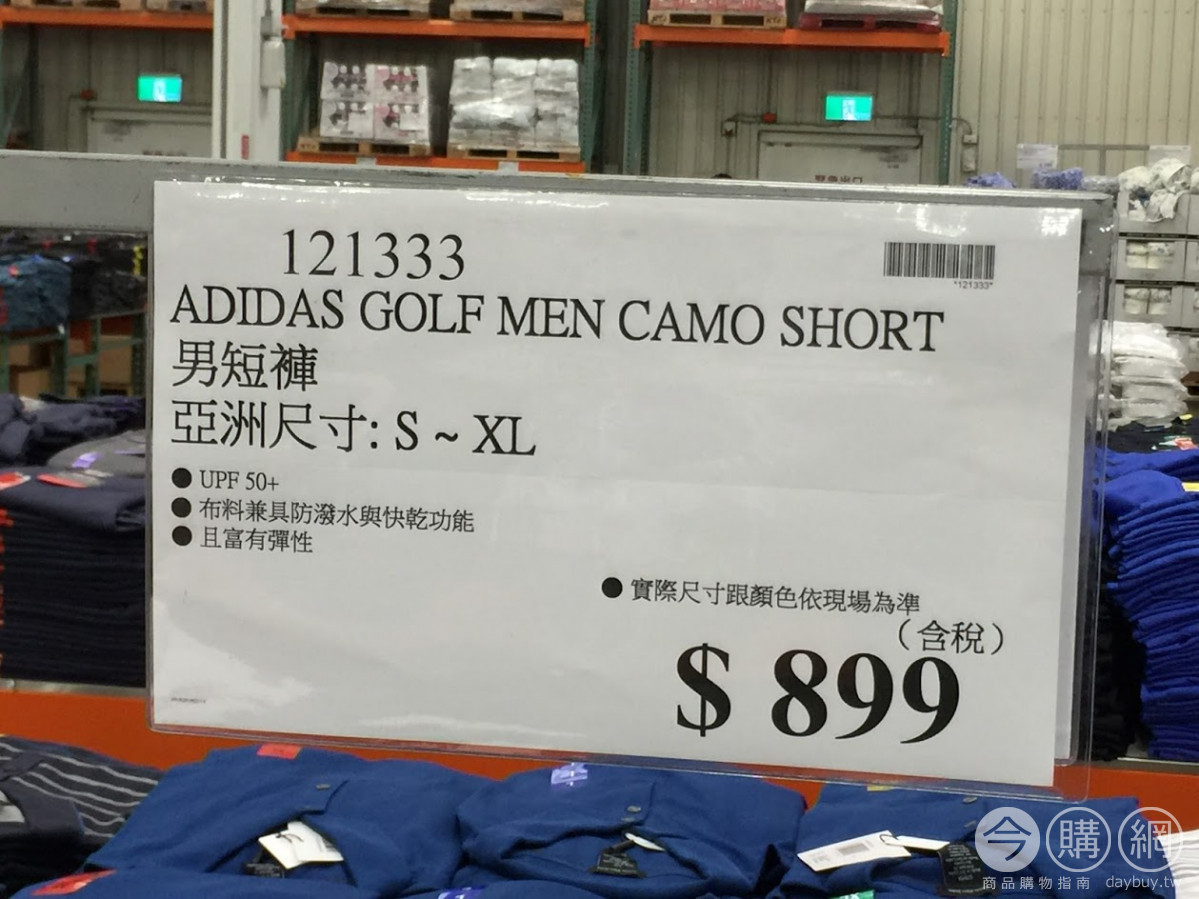 121333
*121333*
ADIDAS GOLF MEN CAMO SHORT
男短褲
亞洲尺寸: S ~ XL
● UPF 50+
● 布料兼具防潑水與快乾功能
● 且富有彈性
● 實際尺寸跟顏色依現場為準
(含稅)
$ 899
今購網
商品購物指南 daybuy.tw